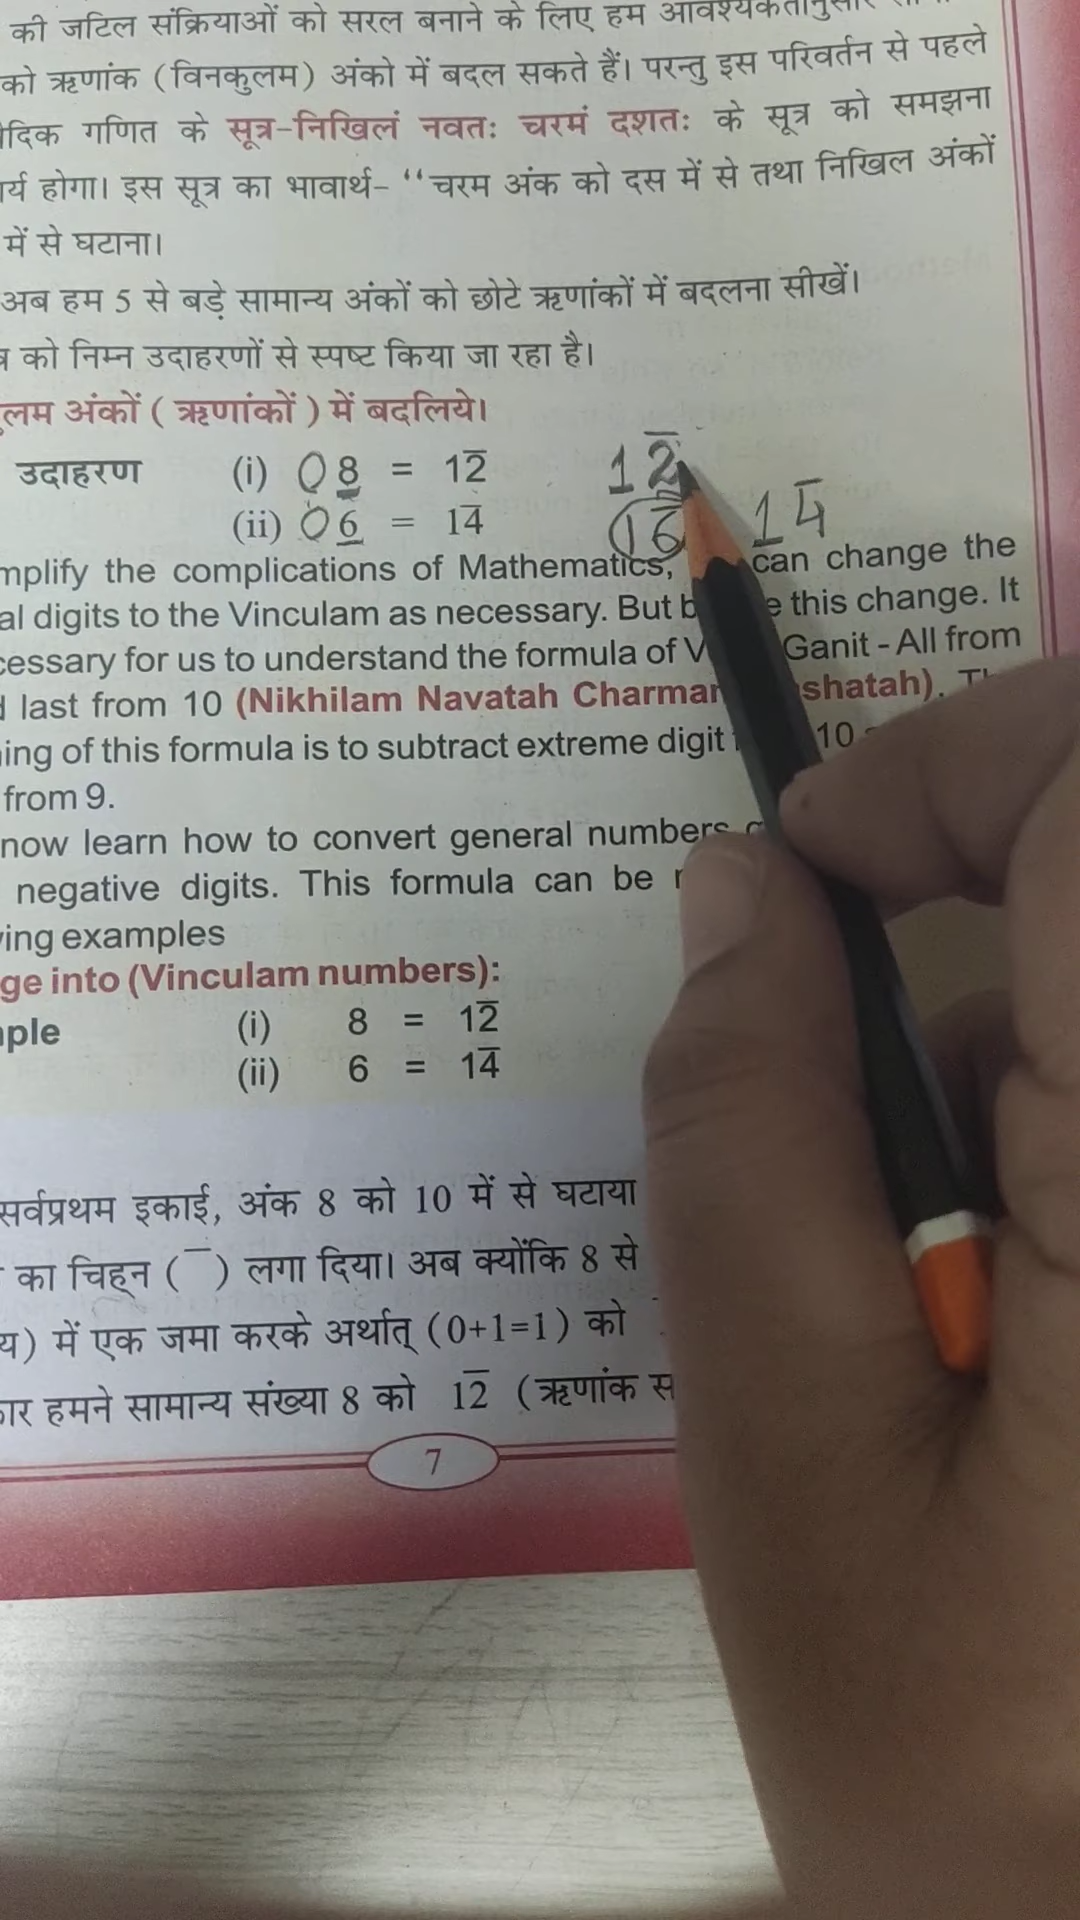 की जटिल संक्रियाओं को सरल बनाने के लिए हम आवश्यकतानुसार
को ऋणांक (विनकुलम) अंको में बदल सकते हैं। परन्तु इस परिवर्तन से पहले
दिक गणित के सूत्र-निखिलं नवतः चरमं दशतः के सूत्र को समझना
र्य होगा। इस सूत्र का भावार्थ- “चरम अंक को दस में से तथा निखिल अंकों
में से घटाना।
अब हम 5 से बड़े सामान्य अंकों को छोटे ऋणांकों में बदलना सीखें।
को निम्न उदाहरणों से स्पष्ट किया जा रहा है।
लम अंकों (ऋणांकों) में बदलिये।
उदाहरण (i) 08 = 12̅ 12̅
(ii) 06 = 14̅ 16 14̅
mplify the complications of Mathematics, can change the
al digits to the Vinculam as necessary. But b e this change. It
cessary for us to understand the formula of V Ganit - All from
last from 10 (Nikhilam Navatah Charmar shatah).
ing of this formula is to subtract extreme digit 10
from 9.
now learn how to convert general numbers
negative digits. This formula can be
ing examples
ge into (Vinculam numbers):
ple (i) 8 = 12̅
(ii) 6 = 14̅
सर्वप्रथम इकाई, अंक 8 को 10 में से घटाया
का चिह्न ( ¯ ) लगा दिया। अब क्योंकि 8 से
य) में एक जमा करके अर्थात् (0+1=1) को
ार हमने सामान्य संख्या 8 को 12̅ (ऋणांक स
7